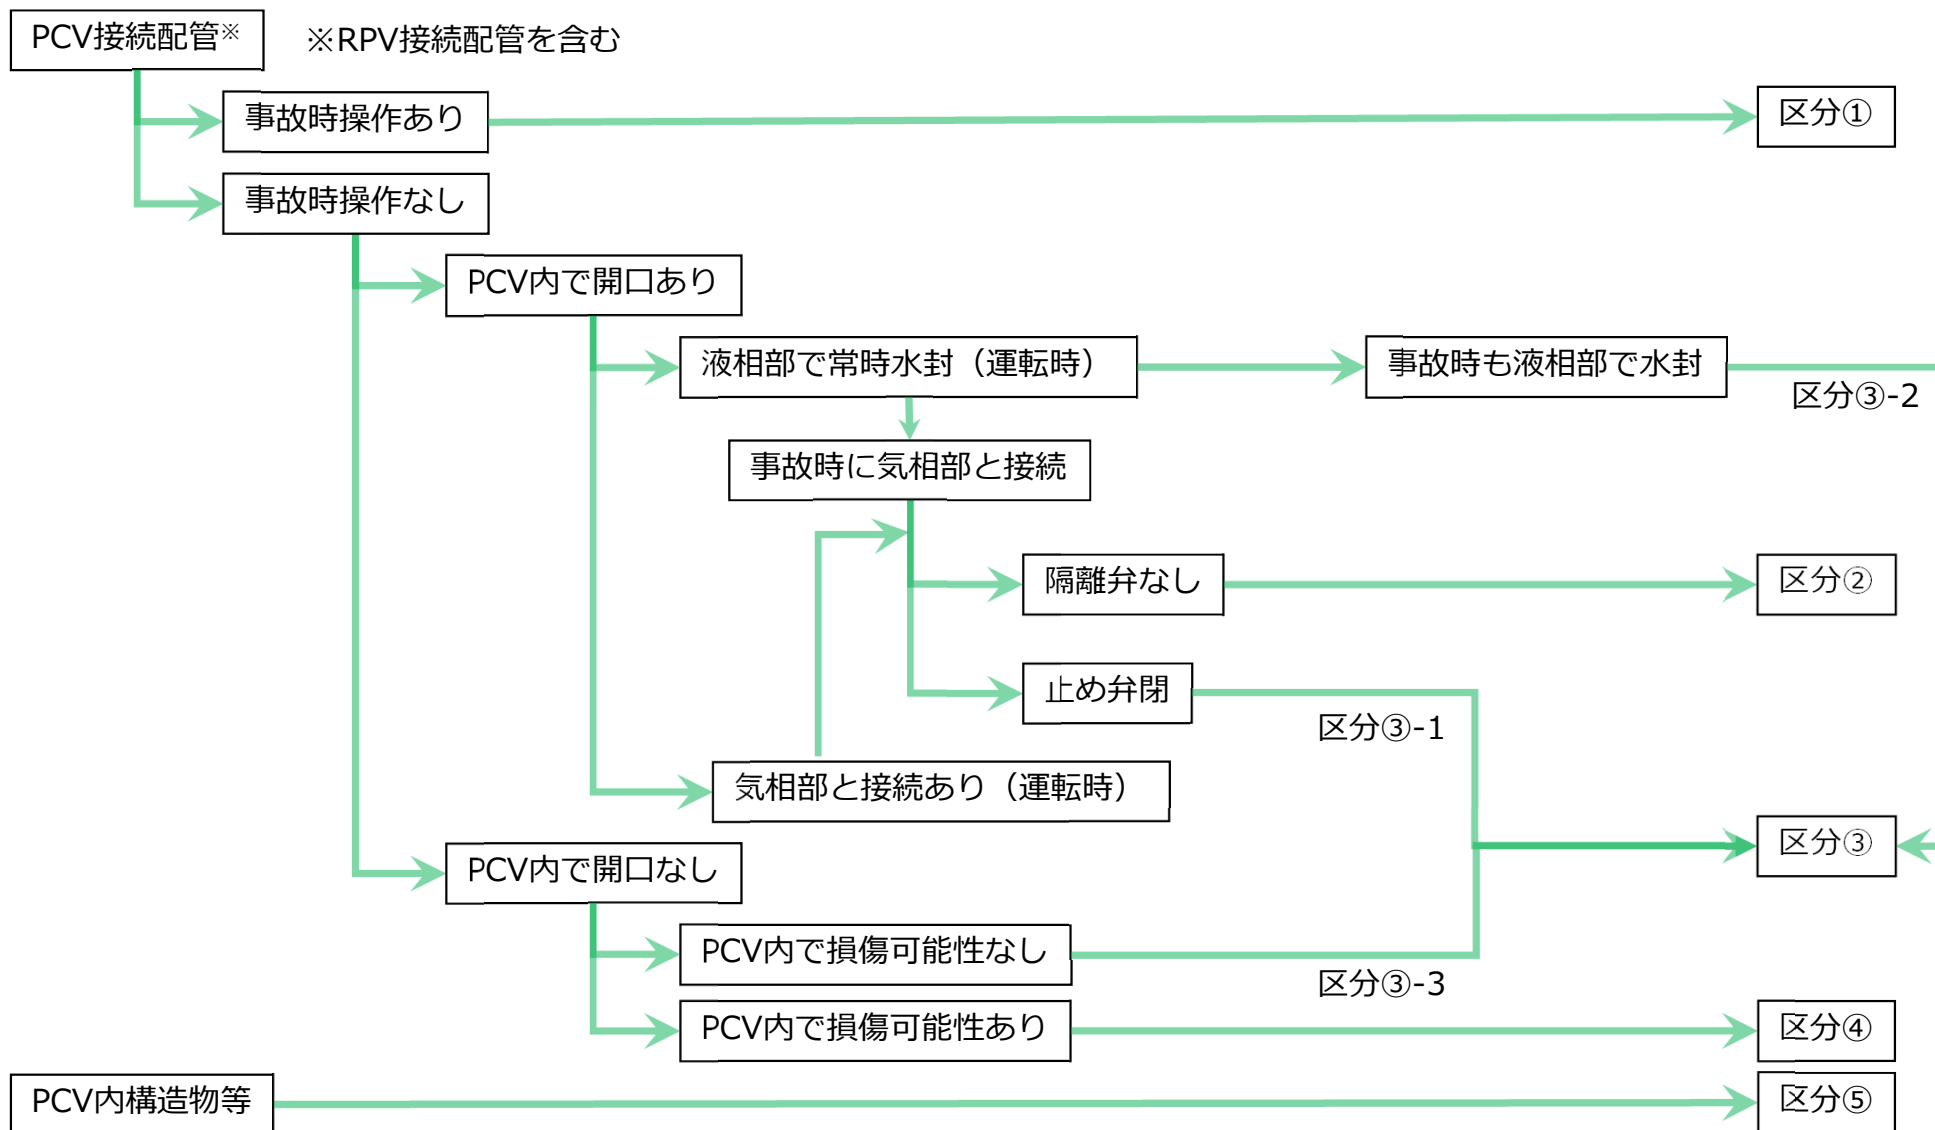 PCV接続配管※
※RPV接続配管を含む
事故時操作あり
区分①
事故時操作なし
PCV内で開口あり
液相部で常時水封（運転時）
事故時も液相部で水封
区分③-2
事故時に気相部と接続
隔離弁なし
区分②
止め弁閉
区分③-1
気相部と接続あり（運転時）
区分③
PCV内で開口なし
PCV内で損傷可能性なし
区分③-3
PCV内で損傷可能性あり
区分④
PCV内構造物等
区分⑤